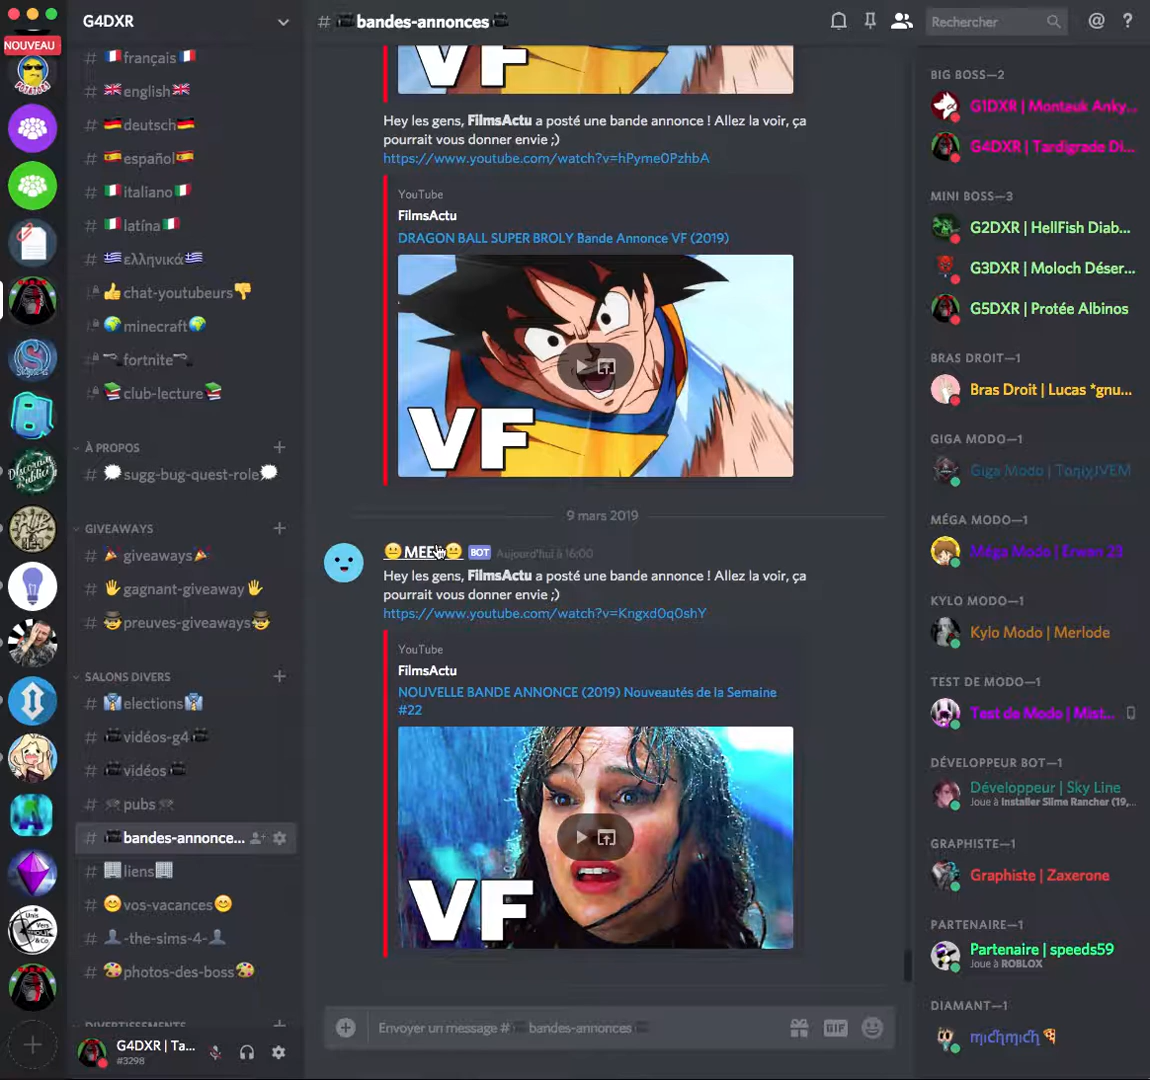 NOUVEAU
G4DXR
# français
# english
# deutsch
# español
# italiano
# latína
# ελληνικά
chat-youtubeurs
minecraft
fortnite
club-lecture
À PROPOS
# sugg-bug-quest-role
GIVEAWAYS
# giveaways
# gagnant-giveaway
# preuves-giveaways
SALONS DIVERS
# elections
# vidéos-g4
# vidéos
# pubs
# bandes-annonce...
# liens
# vos-vacances
# -the-sims-4-
# photos-des-boss
DIVERTISSEMENTS
G4DXR | Ta...
#3298
# bandes-annonces
Rechercher
VF
Hey les gens, FilmsActu a posté une bande annonce ! Allez la voir, ça
pourrait vous donner envie ;)
https://www.youtube.com/watch?v=hPyme0PzhbA
YouTube
FilmsActu
DRAGON BALL SUPER BROLY Bande Annonce VF (2019)
VF
9 mars 2019
BOT Aujourd'hui à 16:00
Hey les gens, FilmsActu a posté une bande annonce ! Allez la voir, ça
pourrait vous donner envie ;)
https://www.youtube.com/watch?v=Kngxd0q0shY
YouTube
FilmsActu
NOUVELLE BANDE ANNONCE (2019) Nouveautés de la Semaine
#22
VF
Envoyer un message # bandes-annonces
GIF
BIG BOSS—2
G1DXR | Montauk Anky...
G4DXR | Tardigrade Di...
MINI BOSS—3
G2DXR | HellFish Diab...
G3DXR | Moloch Déser...
G5DXR | Protée Albinos
BRAS DROIT—1
Bras Droit | Lucas *gnu...
GIGA MODO—1
Giga Modo |
MÉGA MODO—1
Méga Modo | Erwen 23
KYLO MODO—1
Kylo Modo | Merlode
TEST DE MODO—1
Test de Modo | Mist...
DÉVELOPPEUR BOT—1
Développeur | Sky Line
Joue à Installer Slime Rancher (19,...
GRAPHISTE—1
Graphiste | Zaxerone
PARTENAIRE—1
Partenaire | speeds59
Joue à ROBLOX
DIAMANT—1